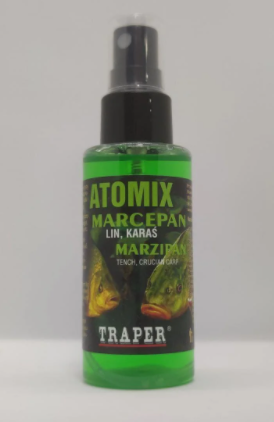 ATOMIX
MARCEPAN
LIN, KARAŚ
MARZIPAN
TENCH, CRUCIAN CARP
TRAPER®